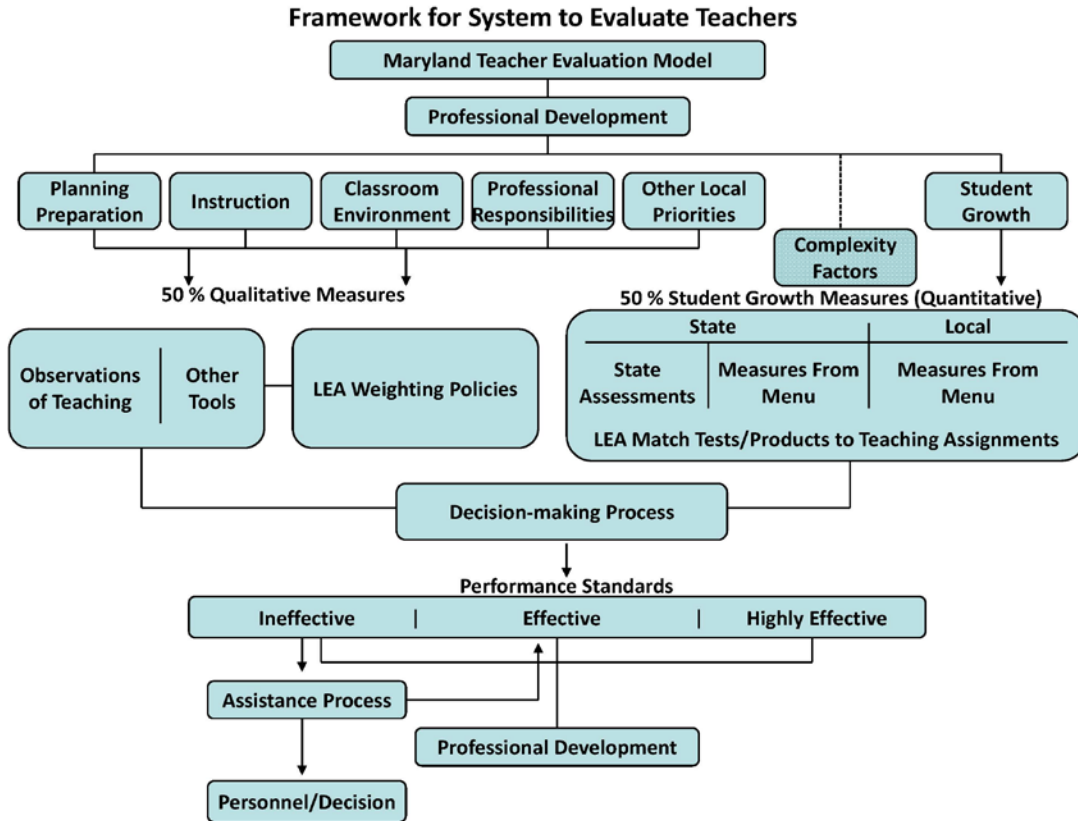 Framework for System to Evaluate Teachers
Maryland Teacher Evaluation Model
Professional Development
Planning
Preparation
Instruction
Classroom
Environment
Professional
Responsibilities
Other Local
Priorities
Student
Growth
Complexity
Factors
50 % Qualitative Measures
50 % Student Growth Measures (Quantitative)
Observations
of Teaching
Other
Tools
LEA Weighting Policies
State
Local
State
Assessments
Measures From
Menu
Measures From
Menu
LEA Match Tests/Products to Teaching Assignments
Decision-making Process
Performance Standards
Ineffective | Effective | Highly Effective
Assistance Process
Professional Development
Personnel/Decision